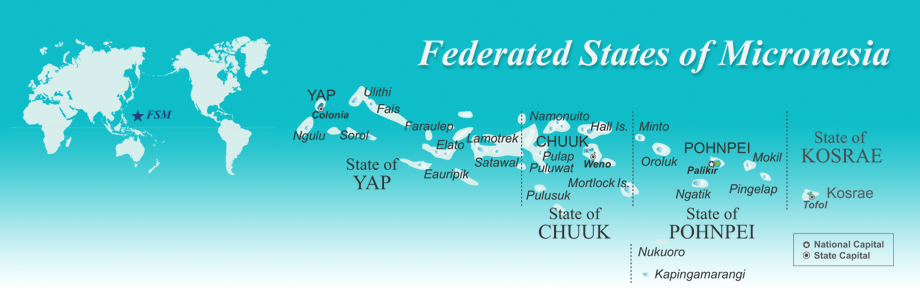 Federated States of Micronesia
FSM
YAP
Colonia
Ulithi
Fais
Ngulu
Sorol
Faraulep
Elato
Lamotrek
Satawal
Eauripik
State of
YAP
Namonuito
Hall Is.
CHUUK
Pulap
Weno
Puluwat
Mortlock Is.
Pulusuk
State of
CHUUK
Minto
Oroluk
POHNPEI
Palikir
Mokil
Ngatik
Pingelap
State of
POHNPEI
Nukuoro
Kapingamarangi
State of
KOSRAE
Kosrae
Tofol
National Capital
State Capital